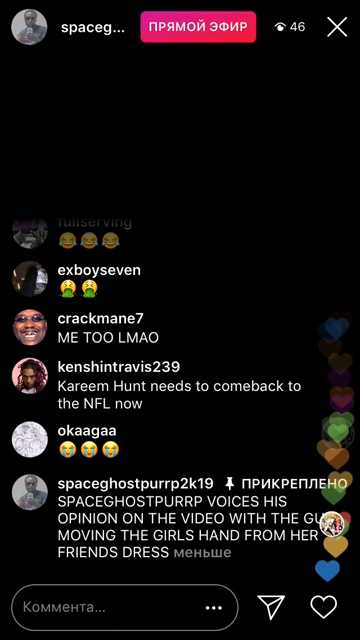 spaceg...
ПРЯМОЙ ЭФИР
46
fullserving
exboyseven
crackmane7
ME TOO LMAO
kenshintravis239
Kareem Hunt needs to comeback to
the NFL now
okaagaa
spaceghostpurrp2k19 ПРИКРЕПЛЕНО
SPACEGHOSTPURRP VOICES HIS
OPINION ON THE VIDEO WITH THE
MOVING THE GIRLS HAND FROM HER
FRIENDS DRESS меньше
Коммента...